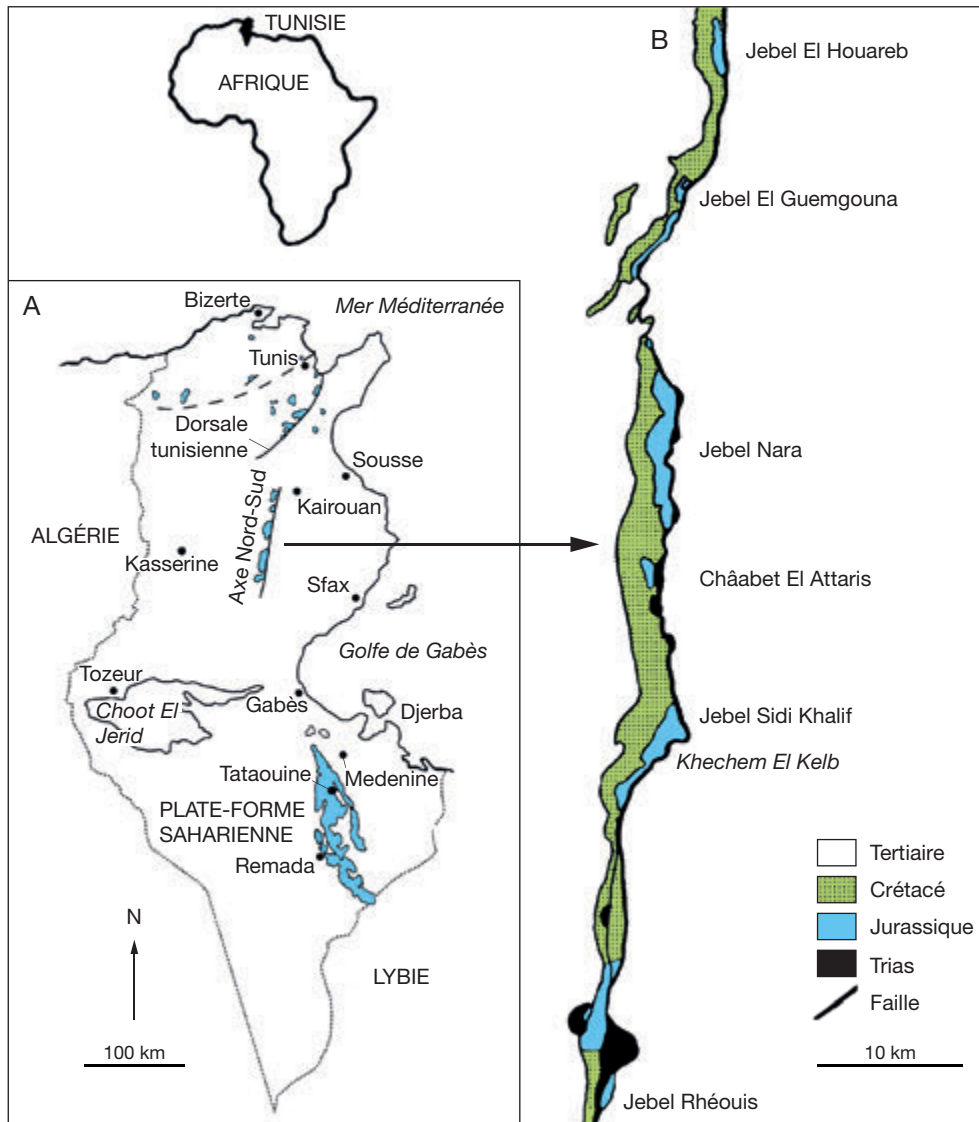 TUNISIE
AFRIQUE
B
Jebel El Houareb
Jebel El Guemgouna
Jebel Nara
Châabet El Attaris
Jebel Sidi Khalif
Khechem El Kelb
Jebel Rhéouis
Tertiaire
Crétacé
Jurassique
Trias
Faille
10 km
A
Bizerte
Mer Méditerranée
Tunis
Dorsale
tunisienne
Sousse
Kairouan
ALGÉRIE
Kasserine
Axe Nord-Sud
Sfax
Golfe de Gabès
Tozeur
Choot El
Jerid
Gabès
Djerba
Medenine
Tataouine
PLATE-FORME
SAHARIENNE
Remada
N
LYBIE
100 km